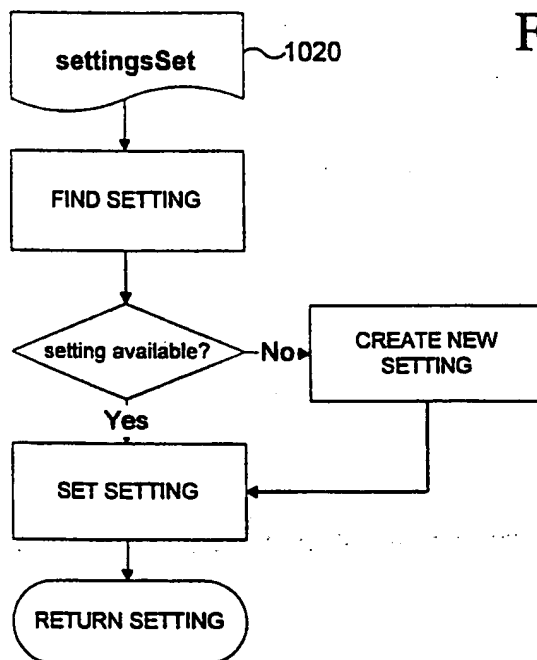 settingsSet
1020
F
FIND SETTING
setting available?
No
CREATE NEW
SETTING
Yes
SET SETTING
RETURN SETTING